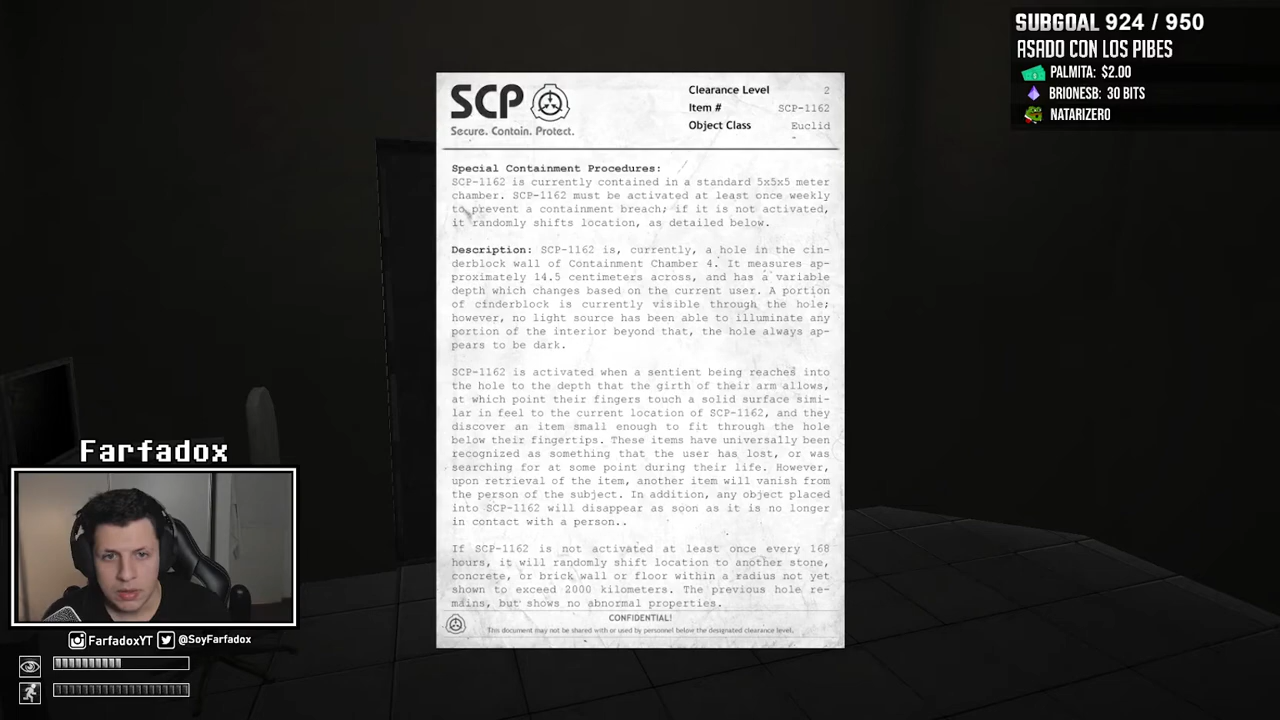 SUBGOAL 924 / 950
ASADO CON LOS PIBES
PALMITA: $2.00
BRIONESB: 30 BITS
NATARIZERO
SCP
Secure. Contain. Protect.
Clearance Level 2
Item # SCP-1162
Object Class Euclid
-
Special Containment Procedures:
SCP-1162 is currently contained in a standard 5x5x5 meter
chamber. SCP-1162 must be activated at least once weekly
to prevent a containment breach; if it is not activated,
it randomly shifts location, as detailed below.
Description: SCP-1162 is, currently, a hole in the cin-
derblock wall of Containment Chamber 4. It measures ap-
proximately 14.5 centimeters across, and has a variable
depth which changes based on the current user. A portion
of cinderblock is currently visible through the hole;
however, no light source has been able to illuminate any
portion of the interior beyond that, the hole always ap-
pears to be dark.
SCP-1162 is activated when a sentient being reaches into
the hole to the depth that the girth of their arm allows,
at which point their fingers touch a solid surface simi-
lar in feel to the current location of SCP-1162, and they
discover an item small enough to fit through the hole
below their fingertips. These items have universally been
recognized as something that the user has lost, or was
searching for at some point during their life. However,
upon retrieval of the item, another item will vanish from
the person of the subject. In addition, any object placed
into SCP-1162 will disappear as soon as it is no longer
in contact with a person..
If SCP-1162 is not activated at least once every 168
hours, it will randomly shift location to another stone,
concrete, or brick wall or floor within a radius not yet
shown to exceed 2000 kilometers. The previous hole re-
mains, but shows no abnormal properties.
CONFIDENTIAL!
This document may not be shared with or used by personnel below the designated clearance level.
Farfadox
FarfadoxYT @SoyFarfadox